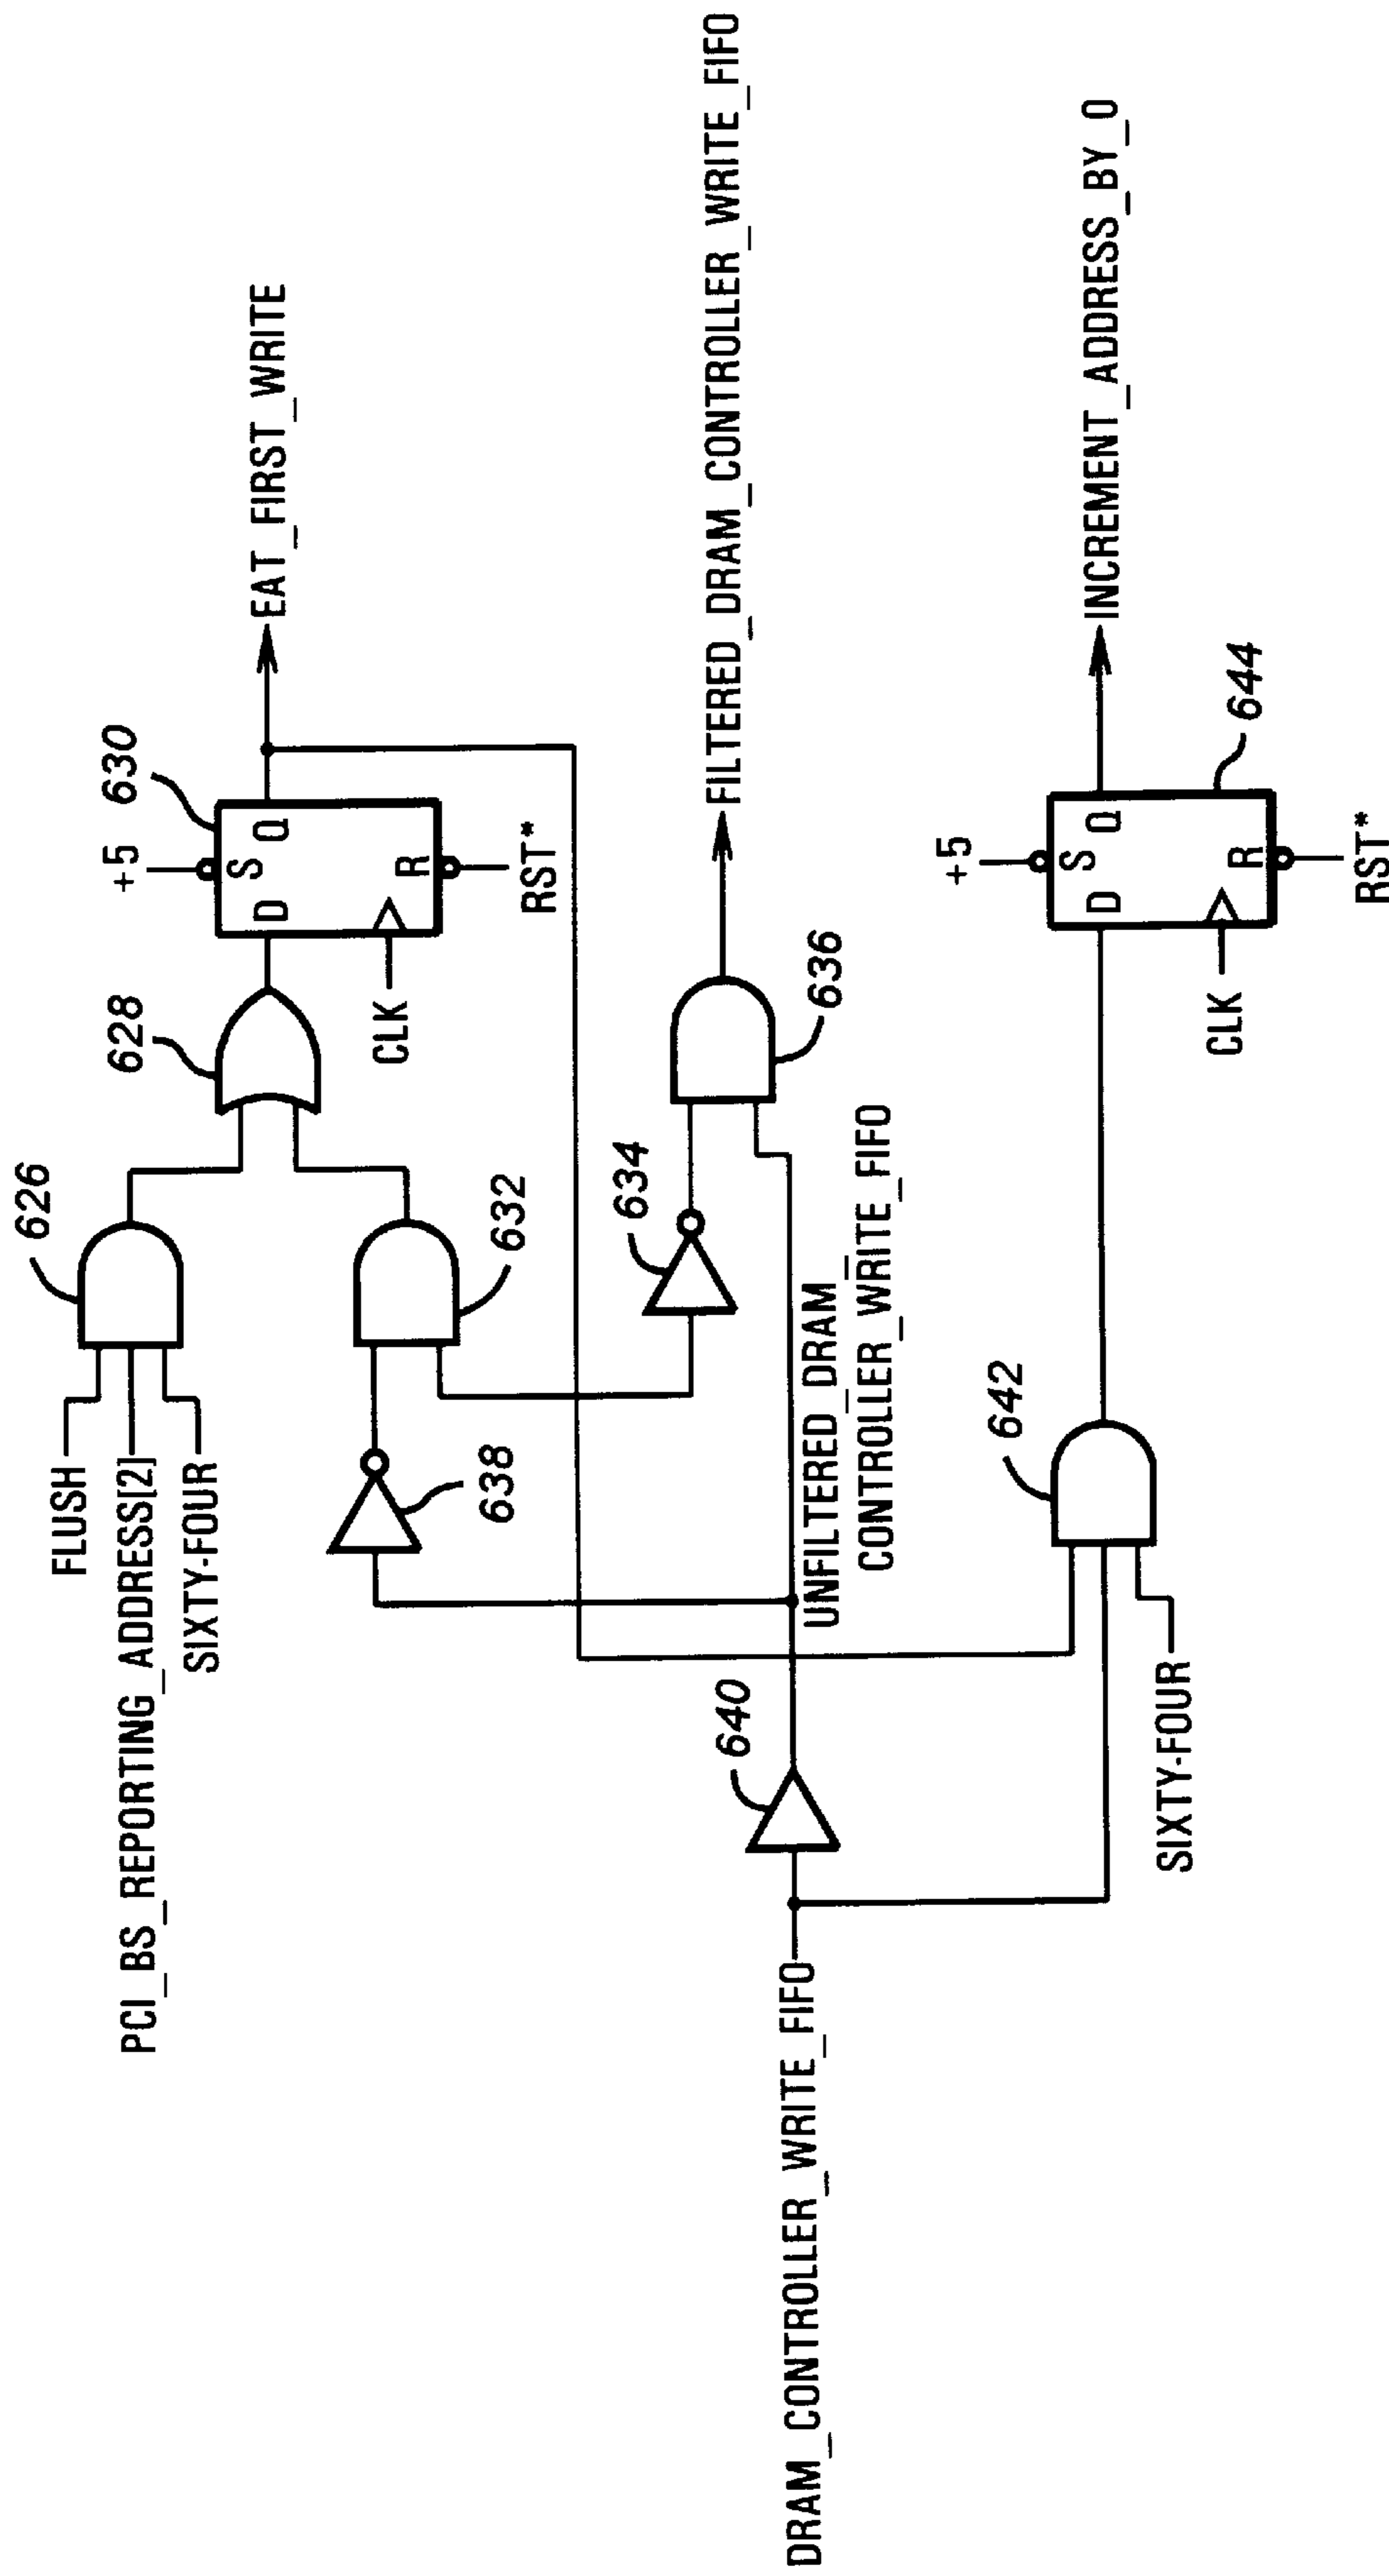 626
FLUSH
PCI_BS_REPORTING_ADDRESS[2]
SIXTY-FOUR
628
+5
630
D
S
Q
R
CLK
RST*
EAT_FIRST_WRITE
638
632
634
636
FILTERED_DRAM_CONTROLLER_WRITE_FIFO
DRAM_CONTROLLER_WRITE_FIFO
640
UNFILTERED_DRAM_
CONTROLLER_WRITE_FIFO
642
SIXTY-FOUR
+5
D
S
Q
R
CLK
RST*
644
INCREMENT_ADDRESS_BY_0